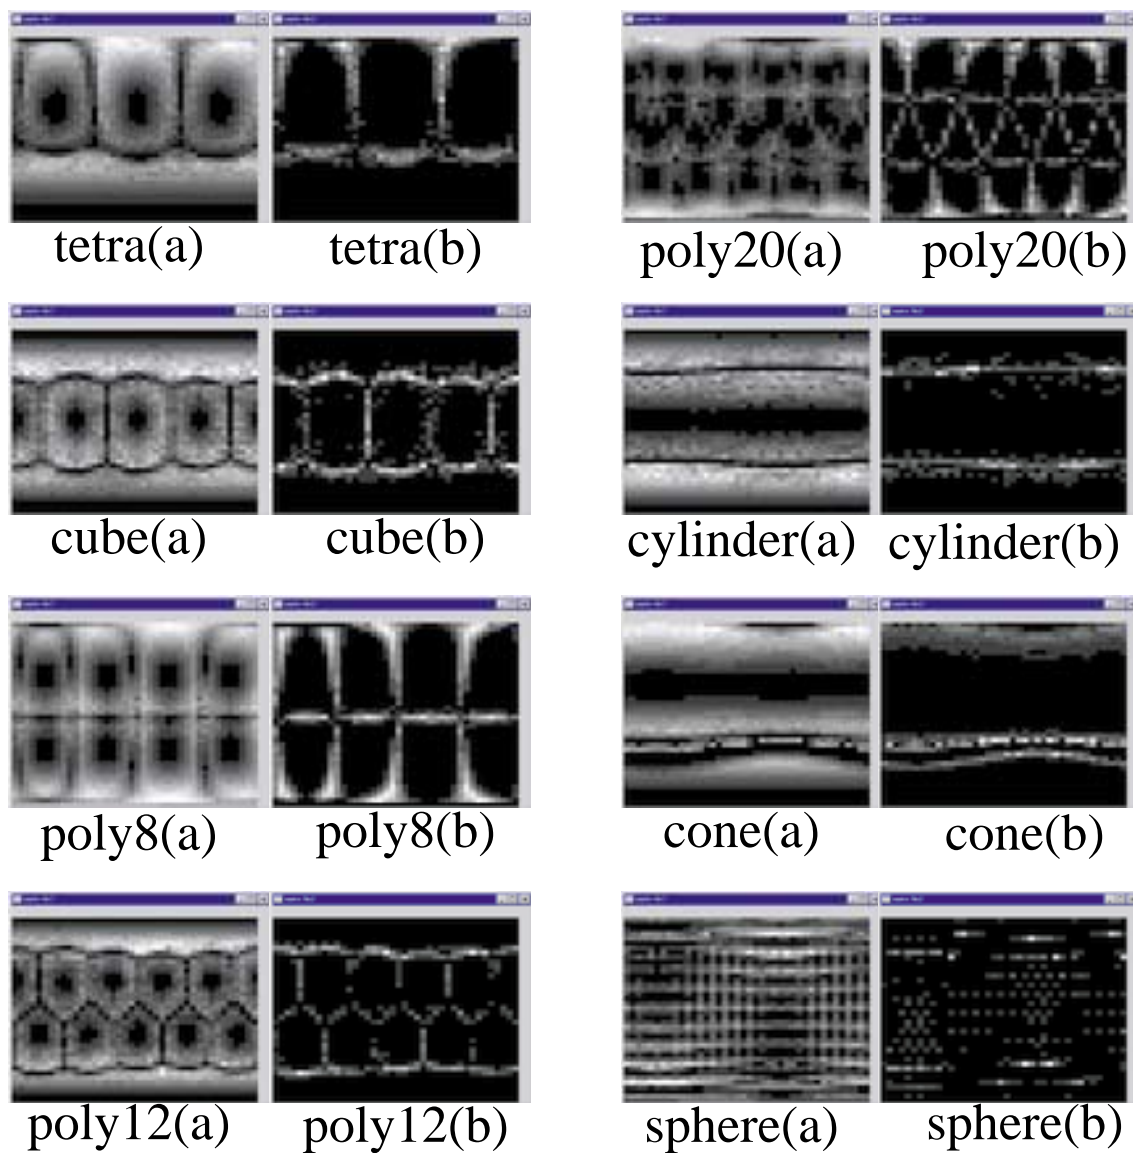 tetra(a) tetra(b) poly20(a) poly20(b)
cube(a) cube(b) cylinder(a) cylinder(b)
poly8(a) poly8(b) cone(a) cone(b)
poly12(a) poly12(b) sphere(a) sphere(b)